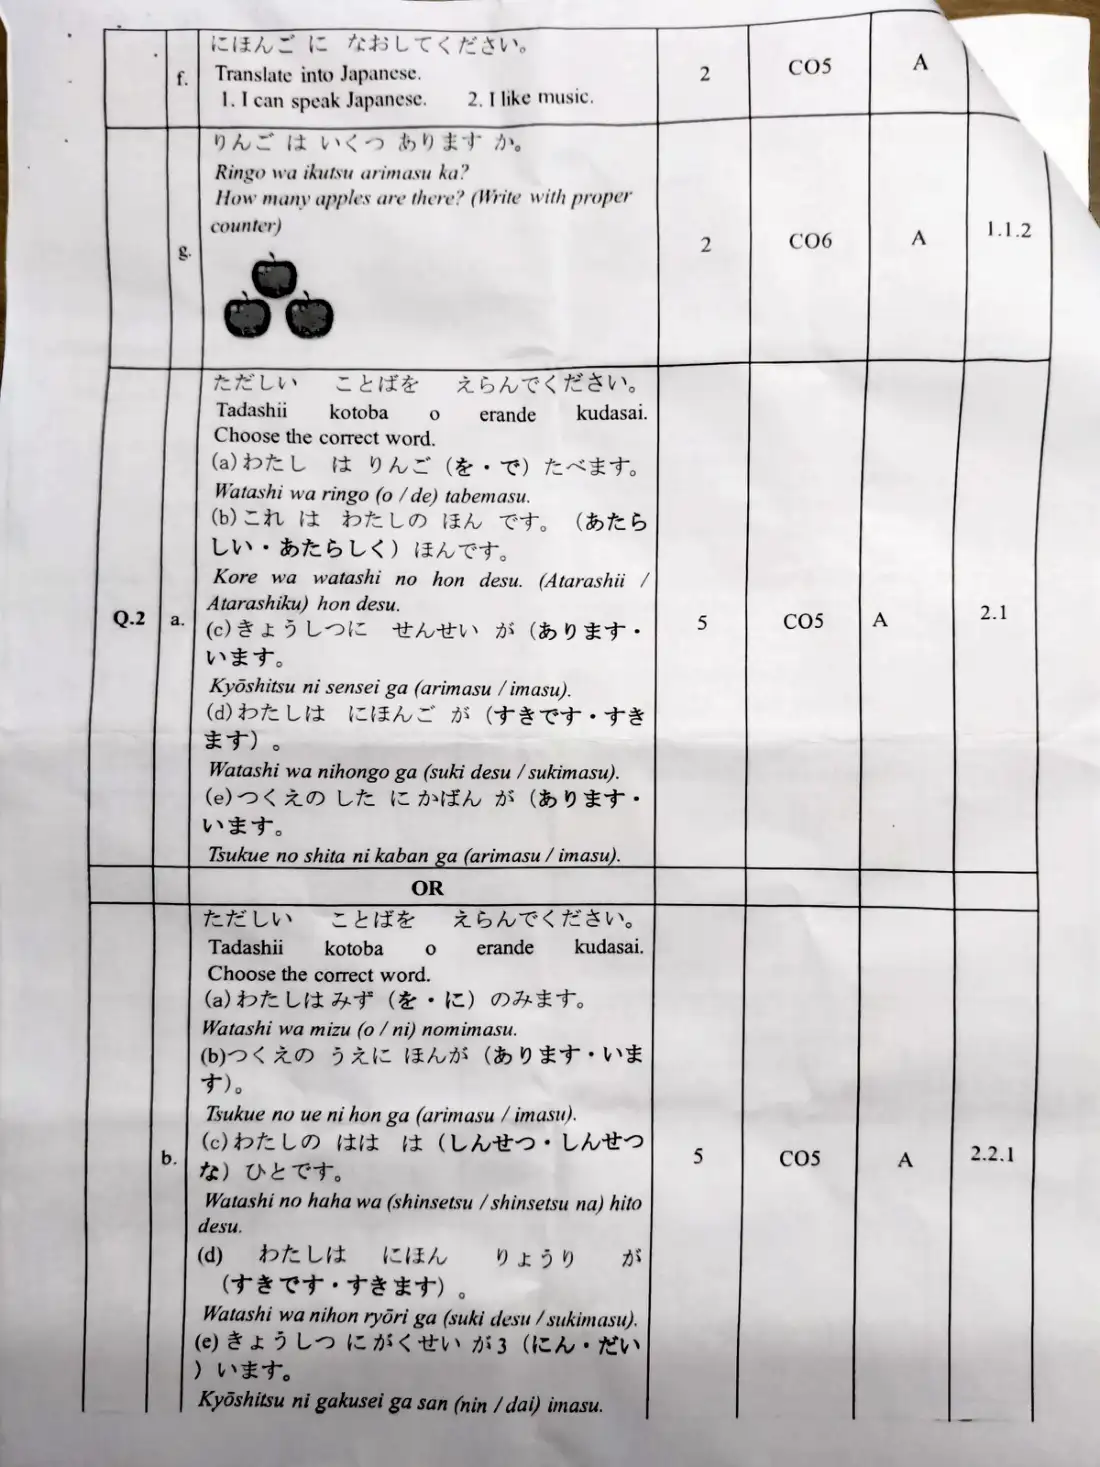 にほんご に なおしてください。
f. Translate into Japanese. 2 CO5 A
1. I can speak Japanese. 2. I like music.
りんご は いくつ あります か。
Ringo wa ikutsu arimasu ka?
How many apples are there? (Write with proper
counter)
g. 2 CO6 A 1.1.2
ただしい ことばを えらんでください。
Tadashii kotoba o erande kudasai.
Choose the correct word.
(a)わたし は りんご (を・で) たべます。
Watashi wa ringo (o / de) tabemasu.
(b)これ は わたしの ほん です。 (あたら
しい・あたらしく) ほんです。
Kore wa watashi no hon desu. (Atarashii /
Atarashiku) hon desu.
Q.2 a. 5 CO5 A 2.1
(c)きょうしつに せんせい が (あります・
います。
Kyōshitsu ni sensei ga (arimasu / imasu).
(d)わたしは にほんご が (すきです・すき
ます) 。
Watashi wa nihongo ga (suki desu / sukimasu).
(e)つくえの した に かばん が (あります・
います。
Tsukue no shita ni kaban ga (arimasu / imasu).
OR
ただしい ことばを えらんでください。
Tadashii kotoba o erande kudasai.
Choose the correct word.
(a)わたしは みず (を・に) のみます。
Watashi wa mizu (o / ni) nomimasu.
(b)つくえの うえに ほんが (あります・いま
す)。
Tsukue no ue ni hon ga (arimasu / imasu).
(c)わたしの はは は (しんせつ・しんせつ
b. な) ひとです。 5 CO5 A 2.2.1
Watashi no haha wa (shinsetsu / shinsetsu na) hito
desu.
(d) わたしは にほん りょうり が
(すきです・すきます) 。
Watashi wa nihon ryōri ga (suki desu / sukimasu).
(e)きょうしつ に がくせい が 3 (にん・だい
) います。
Kyōshitsu ni gakusei ga san (nin / dai) imasu.